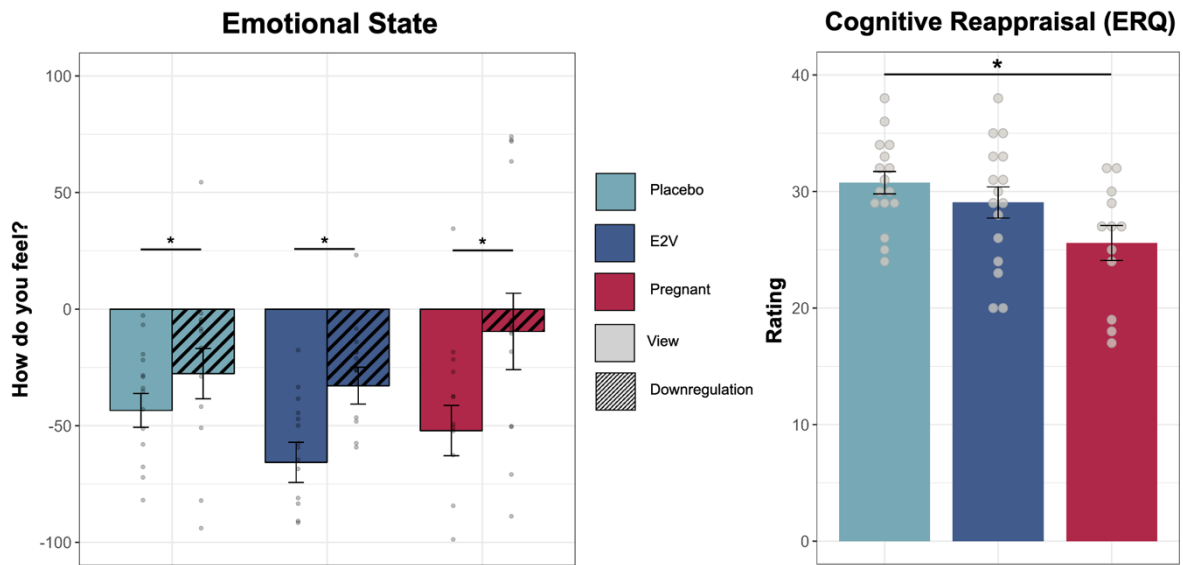 Emotional State
How do you feel?
100
50
0
-50
-100
*
*
*
Placebo
E2V
Pregnant
View
Downregulation
Cognitive Reappraisal (ERQ)
Rating
40
30
20
10
0
*